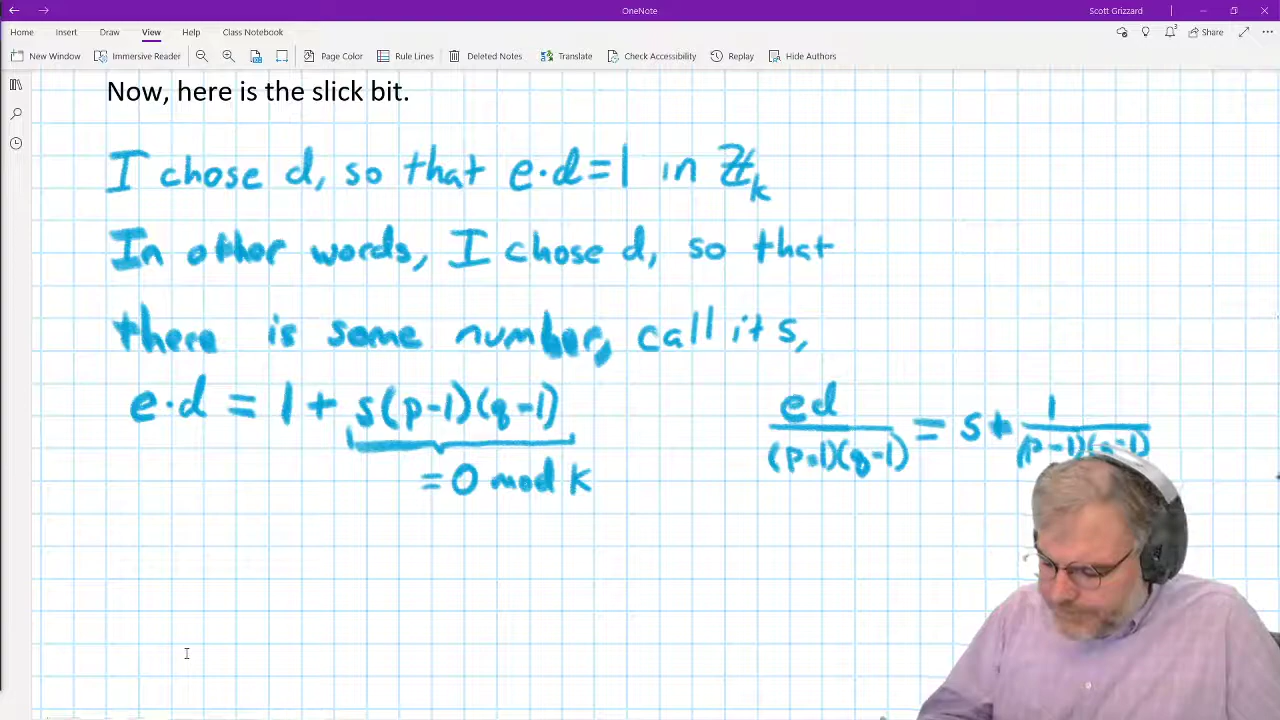 OneNote
Scott Grizzard
Home Insert Draw View Help Class Notebook
Share
New Window Immersive Reader Page Color Rule Lines Deleted Notes Translate Check Accessibility Replay Hide Authors
Now, here is the slick bit.
I chose d, so that e·d=1 in ℤk
In other words, I chose d, so that
there is some number, call it s,
e·d = 1 + s(p-1)(q-1)
= 0 mod k
ed/(p-1)(q-1) = s + 1/(p-1)(q-1)